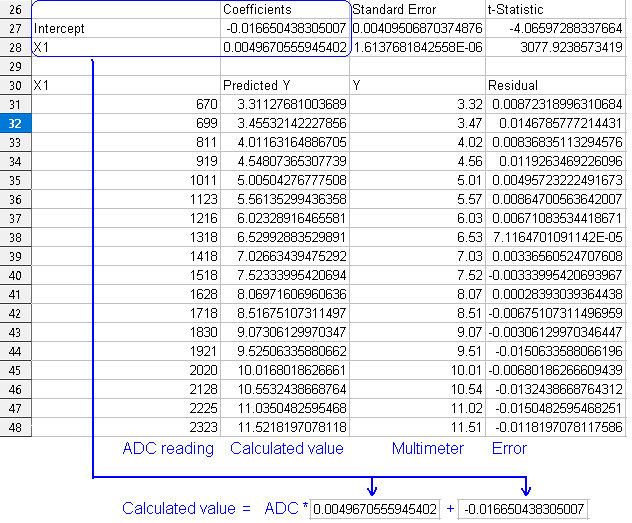 26 Coefficients Standard Error t-Statistic
27 Intercept -0.016650438305007 0.00409506870374876 -4.06597288337664
28 X1 0.0049670555945402 1.6137681842558E-06 3077.9238573419
29
30 X1 Predicted Y Y Residual
31 670 3.31127681003689 3.32 0.00872318996310684
32 699 3.45532142227856 3.47 0.0146785777214431
33 811 4.01163164886705 4.02 0.00836835113294576
34 919 4.54807365307739 4.56 0.0119263469226096
35 1011 5.00504276777508 5.01 0.00495723222491673
36 1123 5.56135299436358 5.57 0.00864700563642007
37 1216 6.02328916465581 6.03 0.00671083534418671
38 1318 6.52992883529891 6.53 7.1164701091142E-05
39 1418 7.02663439475292 7.03 0.00336560524707608
40 1518 7.52333995420694 7.52 -0.00333995420693967
41 1628 8.06971606960636 8.07 0.00028393039364438
42 1718 8.51675107311497 8.51 -0.00675107311496959
43 1830 9.07306129970347 9.07 -0.00306129970346447
44 1921 9.52506335880662 9.51 -0.0150633588066196
45 2020 10.0168018626661 10.01 -0.00680186266609439
46 2128 10.5532438668764 10.54 -0.0132438668764312
47 2225 11.0350482595468 11.02 -0.0150482595468251
48 2323 11.5218197078118 11.51 -0.0118197078117586
ADC reading Calculated value Multimeter Error
Calculated value = ADC * 0.0049670555945402 + -0.016650438305007